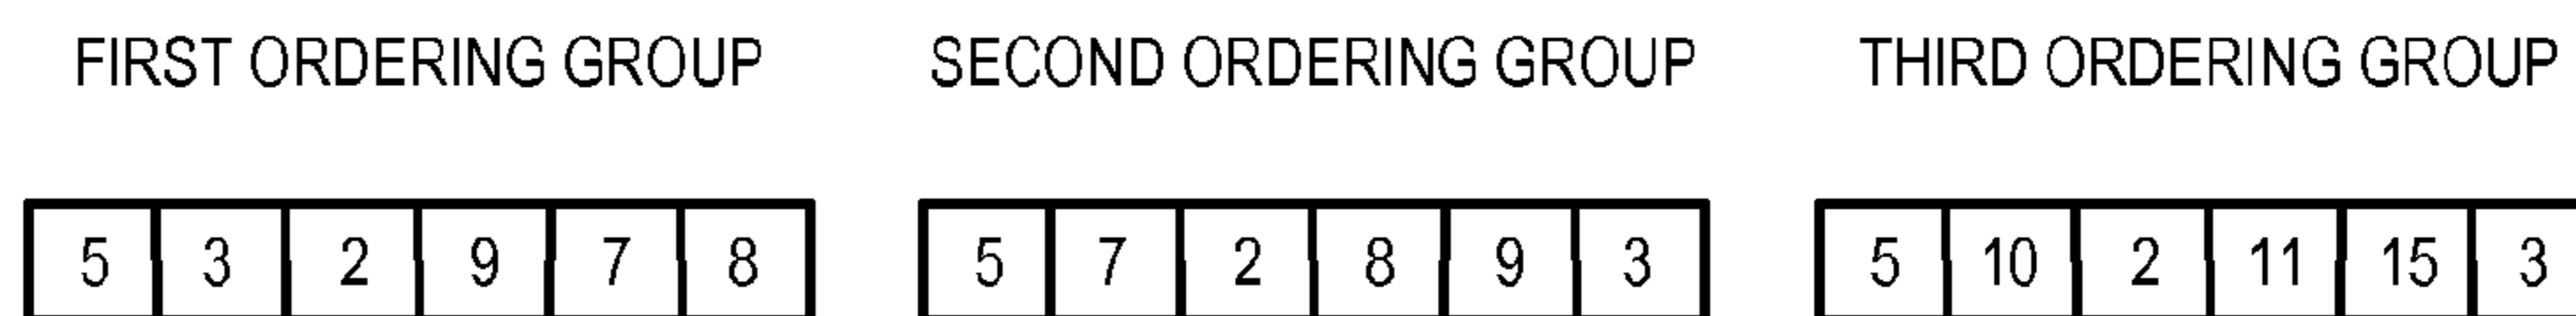 FIRST ORDERING GROUP SECOND ORDERING GROUP THIRD ORDERING GROUP
5 3 2 9 7 8 5 7 2 8 9 3 5 10 2 11 15 3